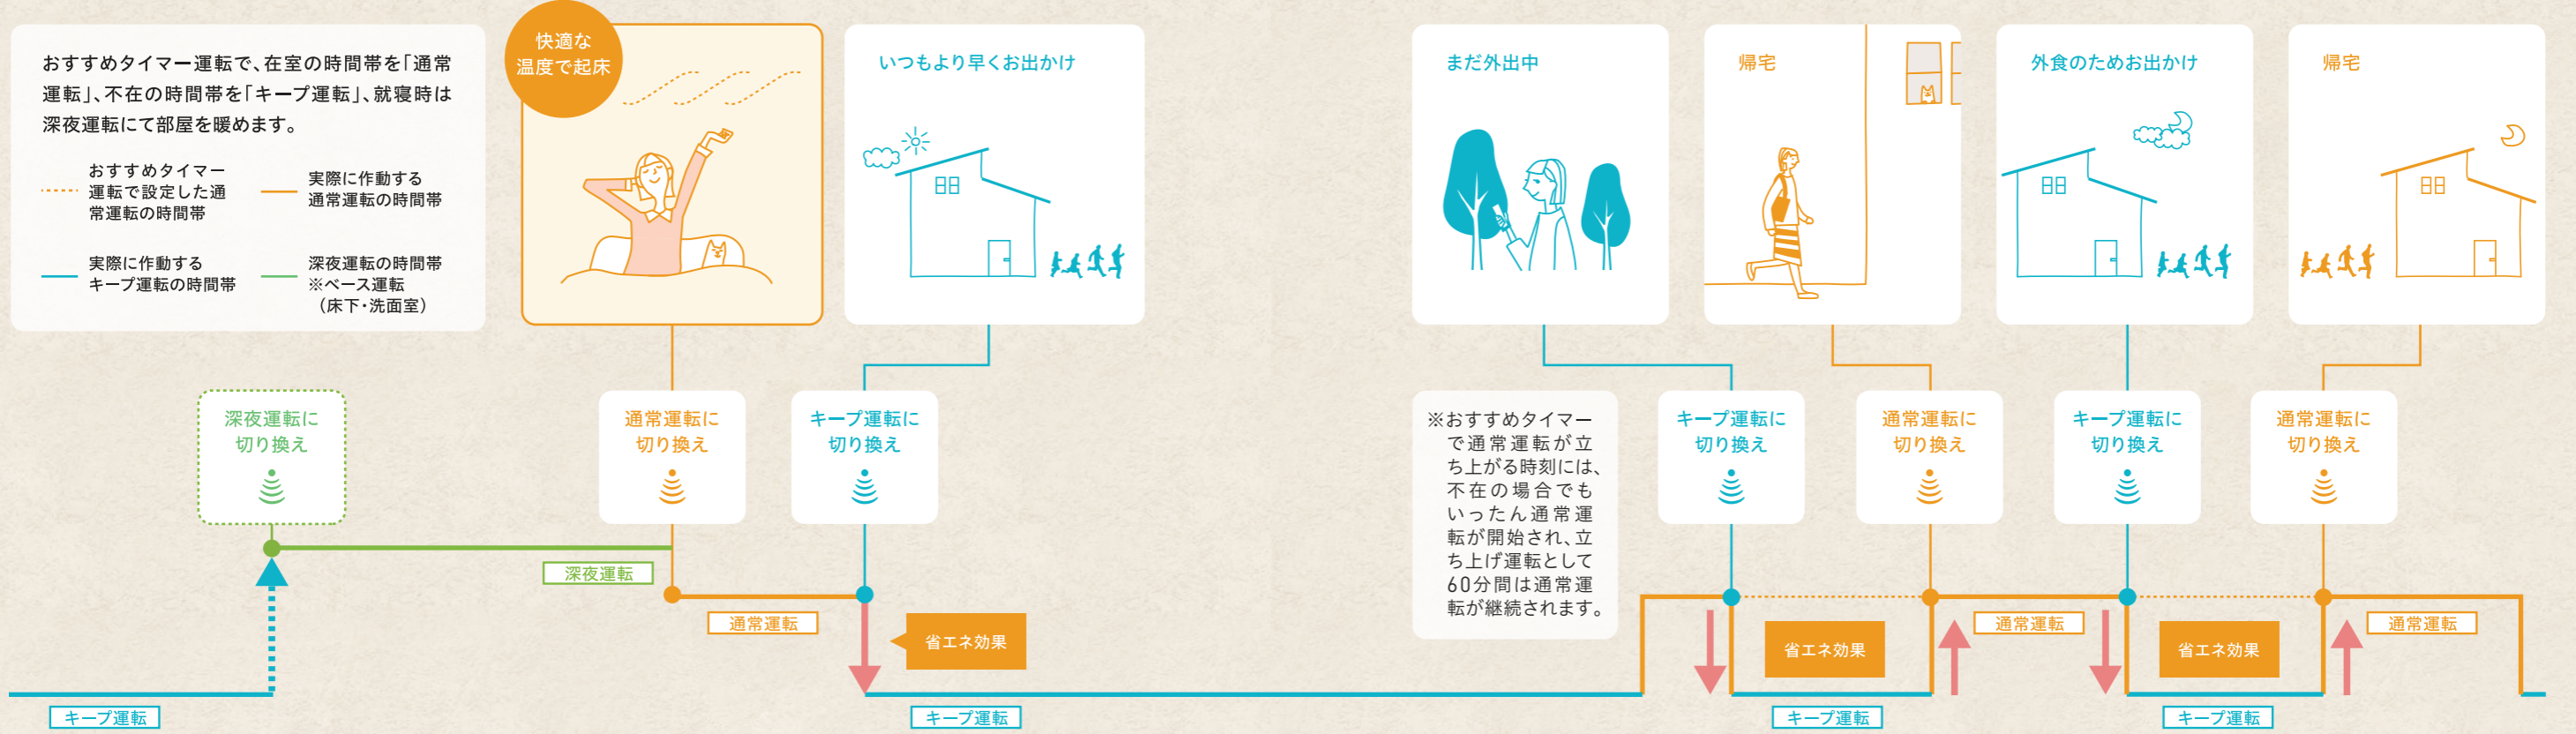 おすすめタイマー運転で、在室の時間帯を「通常
運転」、不在の時間帯を「キープ運転」、就寝時は
深夜運転にて部屋を暖めます。
おすすめタイマー
運転で設定した通
常運転の時間帯
実際に作動する
通常運転の時間帯
実際に作動する
キープ運転の時間帯
深夜運転の時間帯
※ベース運転
（床下・洗面室）
快適な
温度で起床
いつもより早くお出かけ
まだ外出中
帰宅
外食のためお出かけ
帰宅
深夜運転に
切り換え
通常運転に
切り換え
キープ運転に
切り換え
※おすすめタイマー
で通常運転が立
ち上がる時刻には、
不在の場合でも
いったん通常運
転が開始され、立
ち上げ運転として
60分間は通常運
転が継続されます。
キープ運転に
切り換え
通常運転に
切り換え
キープ運転に
切り換え
通常運転に
切り換え
深夜運転
通常運転
省エネ効果
省エネ効果
通常運転
省エネ効果
通常運転
キープ運転
キープ運転
キープ運転
キープ運転